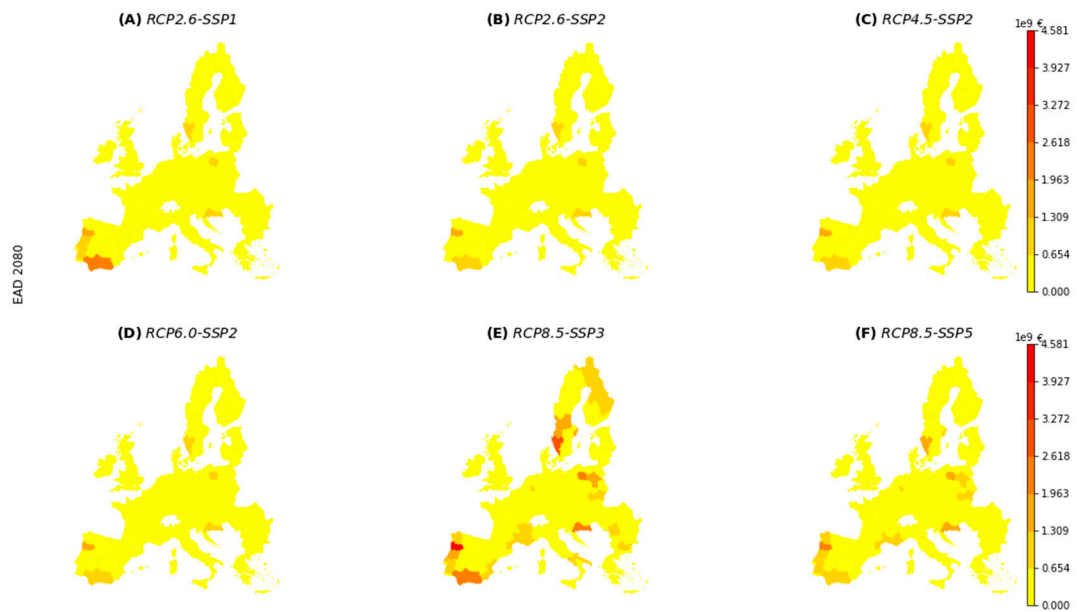 (A) RCP2.6-SSP1
(B) RCP2.6-SSP2
(C) RCP4.5-SSP2
1e9 €
4.581
3.927
3.272
2.618
1.963
1.309
0.654
0.000
EAD 2080
(D) RCP6.0-SSP2
(E) RCP8.5-SSP3
(F) RCP8.5-SSP5
1e9 €
4.581
3.927
3.272
2.618
1.963
1.309
0.654
0.000